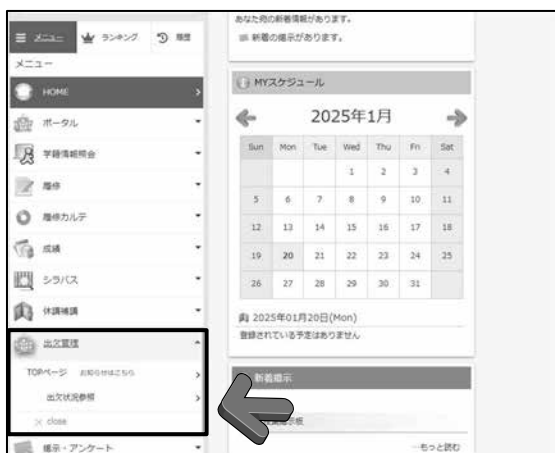 メニュー ランキング 履歴
メニュー
HOME
ポータル
学籍情報照会
履修
履修カルテ
成績
シラバス
休講補講
出欠管理
TOPページ お知らせはこちら
出欠状況参照
× close
掲示・アンケート
あなた宛の新着情報があります。
新着の掲示があります。
MYスケジュール
2025年1月
Sun Mon Tue Wed Thu Fri Sat
1 2 3 4
5 6 7 8 9 10 11
12 13 14 15 16 17 18
19 20 21 22 23 24 25
26 27 28 29 30 31
2025年01月20日(Mon)
登録されている予定はありません
新着掲示
掲示板
…もっと読む